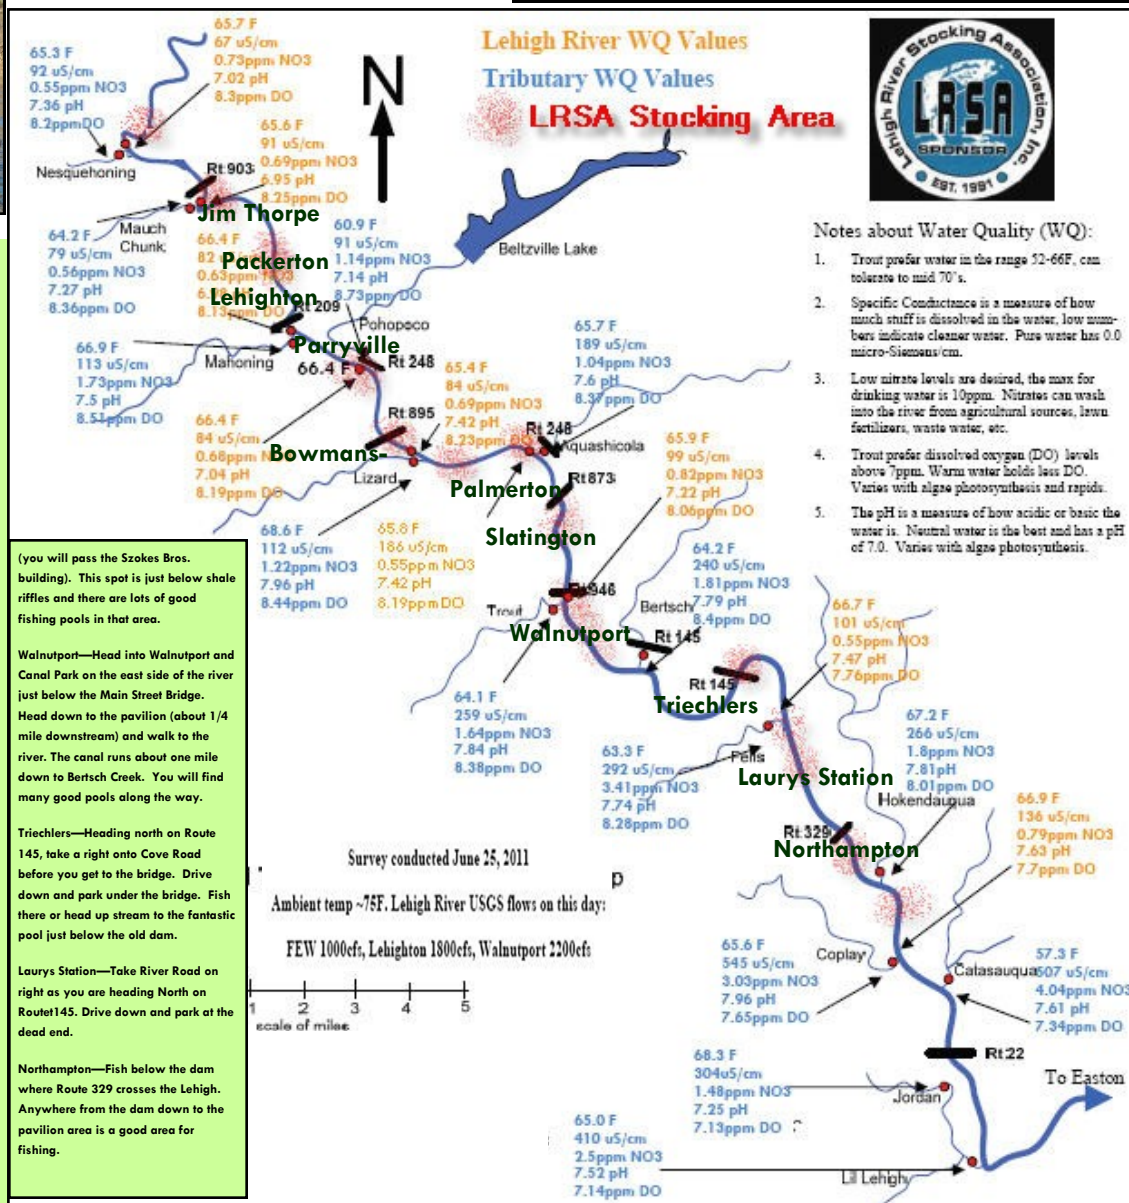 Lehigh River WQ Values
Tributary WQ Values
LRSA Stocking Area
Lehigh River Stocking Association, Inc.
LRSA
SPONSOR
EST. 1991
N
65.7 F
67 uS/cm
0.73ppm NO3
7.02 pH
8.3ppm DO
65.3 F
92 uS/cm
0.55ppm NO3
7.36 pH
8.2ppmDO
Nesquehoning
65.6 F
91 uS/cm
0.69ppm NO3
6.95 pH
8.25ppm DO
Rt 903
Jim Thorpe
Mauch
Chunk
64.2 F
79 uS/cm
0.56ppm NO3
7.27 pH
8.36ppm DO
66.4 F
82 uS/cm
0.63ppm NO3
8.13ppm DO
Packerton
Lehighton
60.9 F
91 uS/cm
1.14ppm NO3
7.14 pH
8.73ppm DO
Beltzville Lake
Rt 209
Pohopoco
Parryville
Mahoning
66.4 F
Rt 248
66.9 F
113 uS/cm
1.73ppm NO3
7.5 pH
8.51ppm DO
65.7 F
189 uS/cm
1.04ppm NO3
7.6 pH
8.37ppm DO
65.4 F
84 uS/cm
0.69ppm NO3
7.42 pH
8.23ppm DO
66.4 F
84 uS/cm
0.68ppm NO3
7.04 pH
8.19ppm DO
Rt 895
Bowmans-
Lizard
Rt 248
Aquashicola
Palmerton
Rt 873
Slatington
65.9 F
99 uS/cm
0.82ppm NO3
7.22 pH
8.06ppm DO
68.6 F
112 uS/cm
1.22ppm NO3
7.96 pH
8.44ppm DO
65.8 F
186 uS/cm
0.55ppm NO3
7.42 pH
8.19ppm DO
64.2 F
240 uS/cm
1.81ppm NO3
7.79 pH
8.4ppm DO
Rt 946
Trout
Bertsch
Walnutport
Rt 145
Rt 145
Triechlers
66.7 F
101 uS/cm
0.55ppm NO3
7.47 pH
7.76ppm DO
64.1 F
259 uS/cm
1.64ppm NO3
7.84 pH
8.38ppm DO
63.3 F
292 uS/cm
3.41ppm NO3
7.74 pH
8.28ppm DO
Fells
Laurys Station
67.2 F
266 uS/cm
1.8ppm NO3
7.81pH
8.01ppm DO
Hokendauqua
Rt 329
Northampton
66.9 F
136 uS/cm
0.79ppm NO3
7.63 pH
7.7ppm DO
65.6 F
545 uS/cm
3.03ppm NO3
7.96 pH
7.65ppm DO
Coplay
Catasauqua
57.3 F
507 uS/cm
4.04ppm NO3
7.61 pH
7.34ppm DO
Rt 22
68.3 F
304uS/cm
1.48ppm NO3
7.25 pH
7.13ppm DO
Jordan
To Easton
65.0 F
410 uS/cm
2.5ppm NO3
7.52 pH
7.14ppm DO
Lil Lehigh
Notes about Water Quality (WQ):
1. Trout prefer water in the range 52-66F, can
tolerate to mid 70's.
2. Specific Conductance is a measure of how
much stuff is dissolved in the water, low num-
bers indicate cleaner water. Pure water has 0.0
micro-Siemens/cm.
3. Low nitrate levels are desired, the max for
drinking water is 10ppm. Nitrates can wash
into the river from agricultural sources, lawn
fertilizers, waste water, etc.
4. Trout prefer dissolved oxygen (DO) levels
above 7ppm. Warm water holds less DO.
Varies with algae photosynthesis and rapids.
5. The pH is a measure of how acidic or basic the
water is. Neutral water is the best and has a pH
of 7.0. Varies with algae photosynthesis.
(you will pass the Szokes Bros.
building). This spot is just below shale
riffles and there are lots of good
fishing pools in that area.
Walnutport—Head into Walnutport and
Canal Park on the east side of the river
just below the Main Street Bridge.
Head down to the pavilion (about 1/4
mile downstream) and walk to the
river. The canal runs about one mile
down to Bertsch Creek. You will find
many good pools along the way.
Triechlers—Heading north on Route
145, take a right onto Cove Road
before you get to the bridge. Drive
down and park under the bridge. Fish
there or head up stream to the fantastic
pool just below the old dam.
Laurys Station—Take River Road on
right as you are heading North on
Routet145. Drive down and park at the
dead end.
Northampton—Fish below the dam
where Route 329 crosses the Lehigh.
Anywhere from the dam down to the
pavilion area is a good area for
fishing.
Survey conducted June 25, 2011
p
Ambient temp ~75F. Lehigh River USGS flows on this day:
FEW 1000cfs, Lehighton 1800cfs, Walnutport 2200cfs
1 2 3 4 5
scale of miles